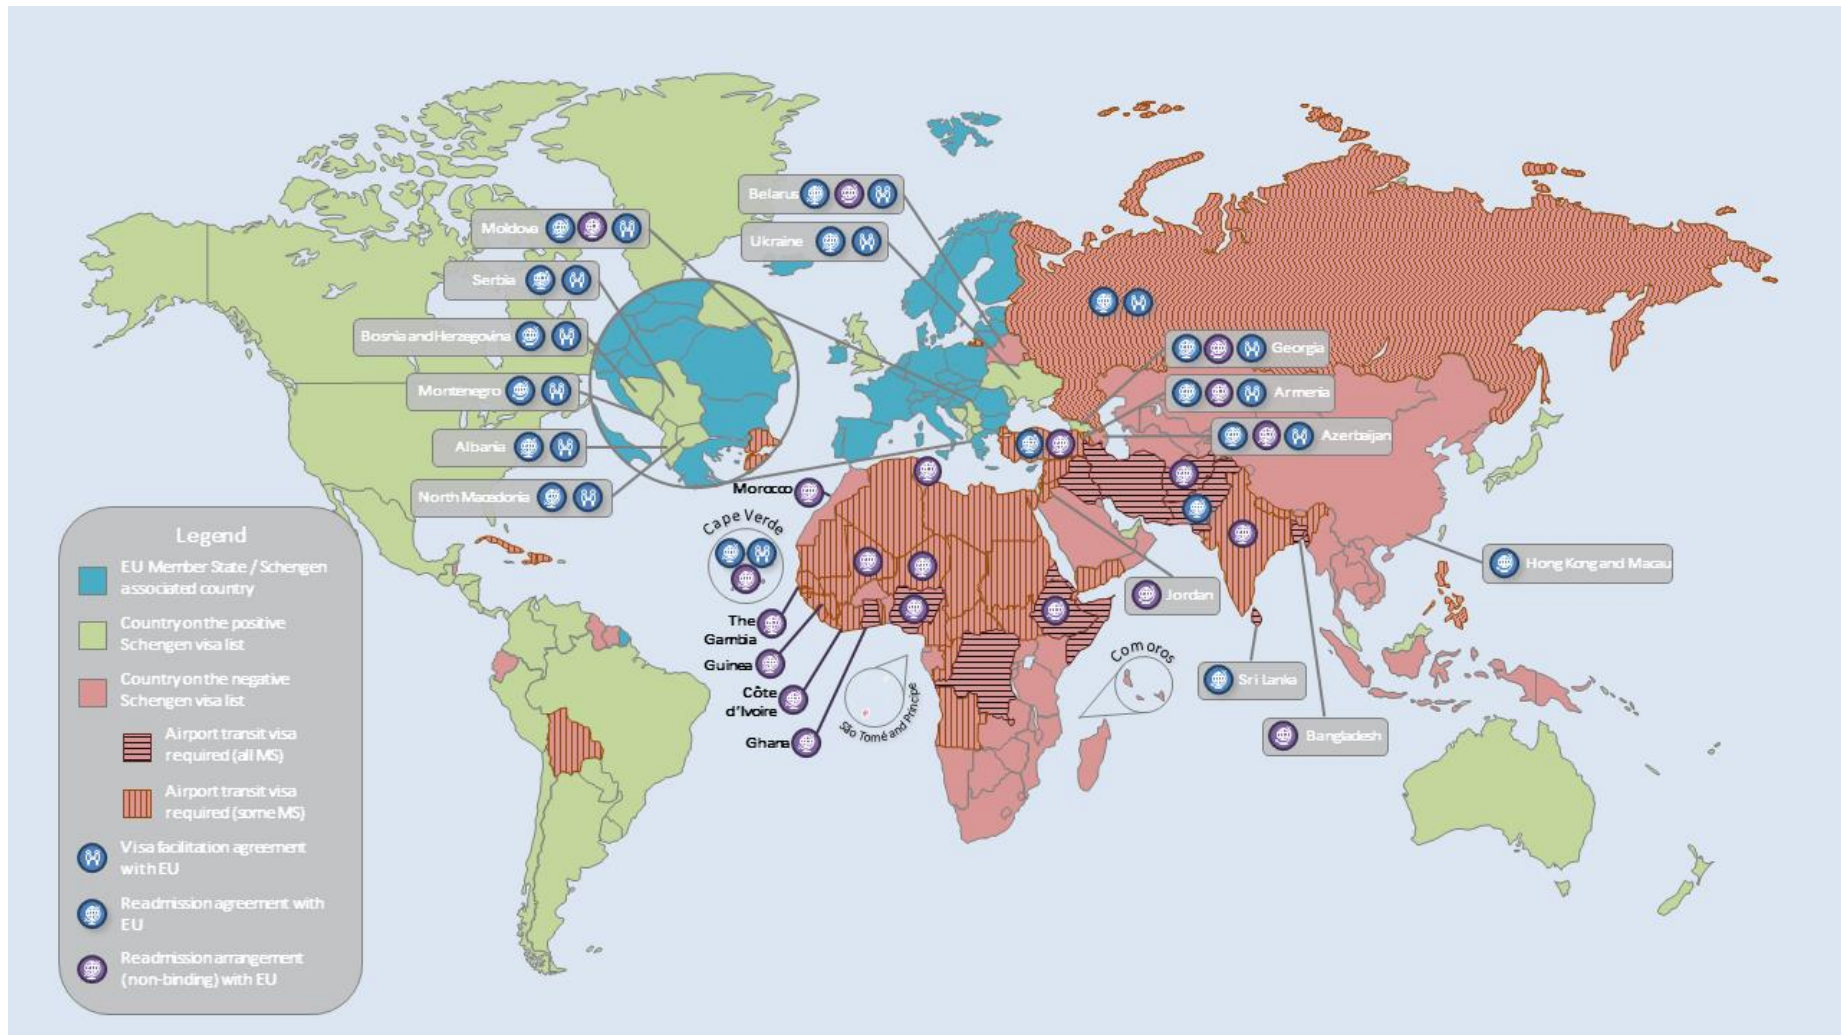 Belarus
Moldova
Ukraine
Serbia
Bosnia and Herzegovina
Georgia
Montenegro
Armenia
Azerbaijan
Albania
North Macedonia
Morocco
Cape Verde
Hong Kong and Macau
Jordan
The
Gambia
Guinea
Comoros
Sri Lanka
Côte
d'Ivoire
São Tomé and Príncipe
Ghana
Bangladesh
Legend
EU Member State / Schengen
associated country
Country on the positive
Schengen visa list
Country on the negative
Schengen visa list
Airport transit visa
required (all MS)
Airport transit visa
required (some MS)
Visa facilitation agreement
with EU
Readmission agreement with
EU
Readmission arrangement
(non-binding) with EU